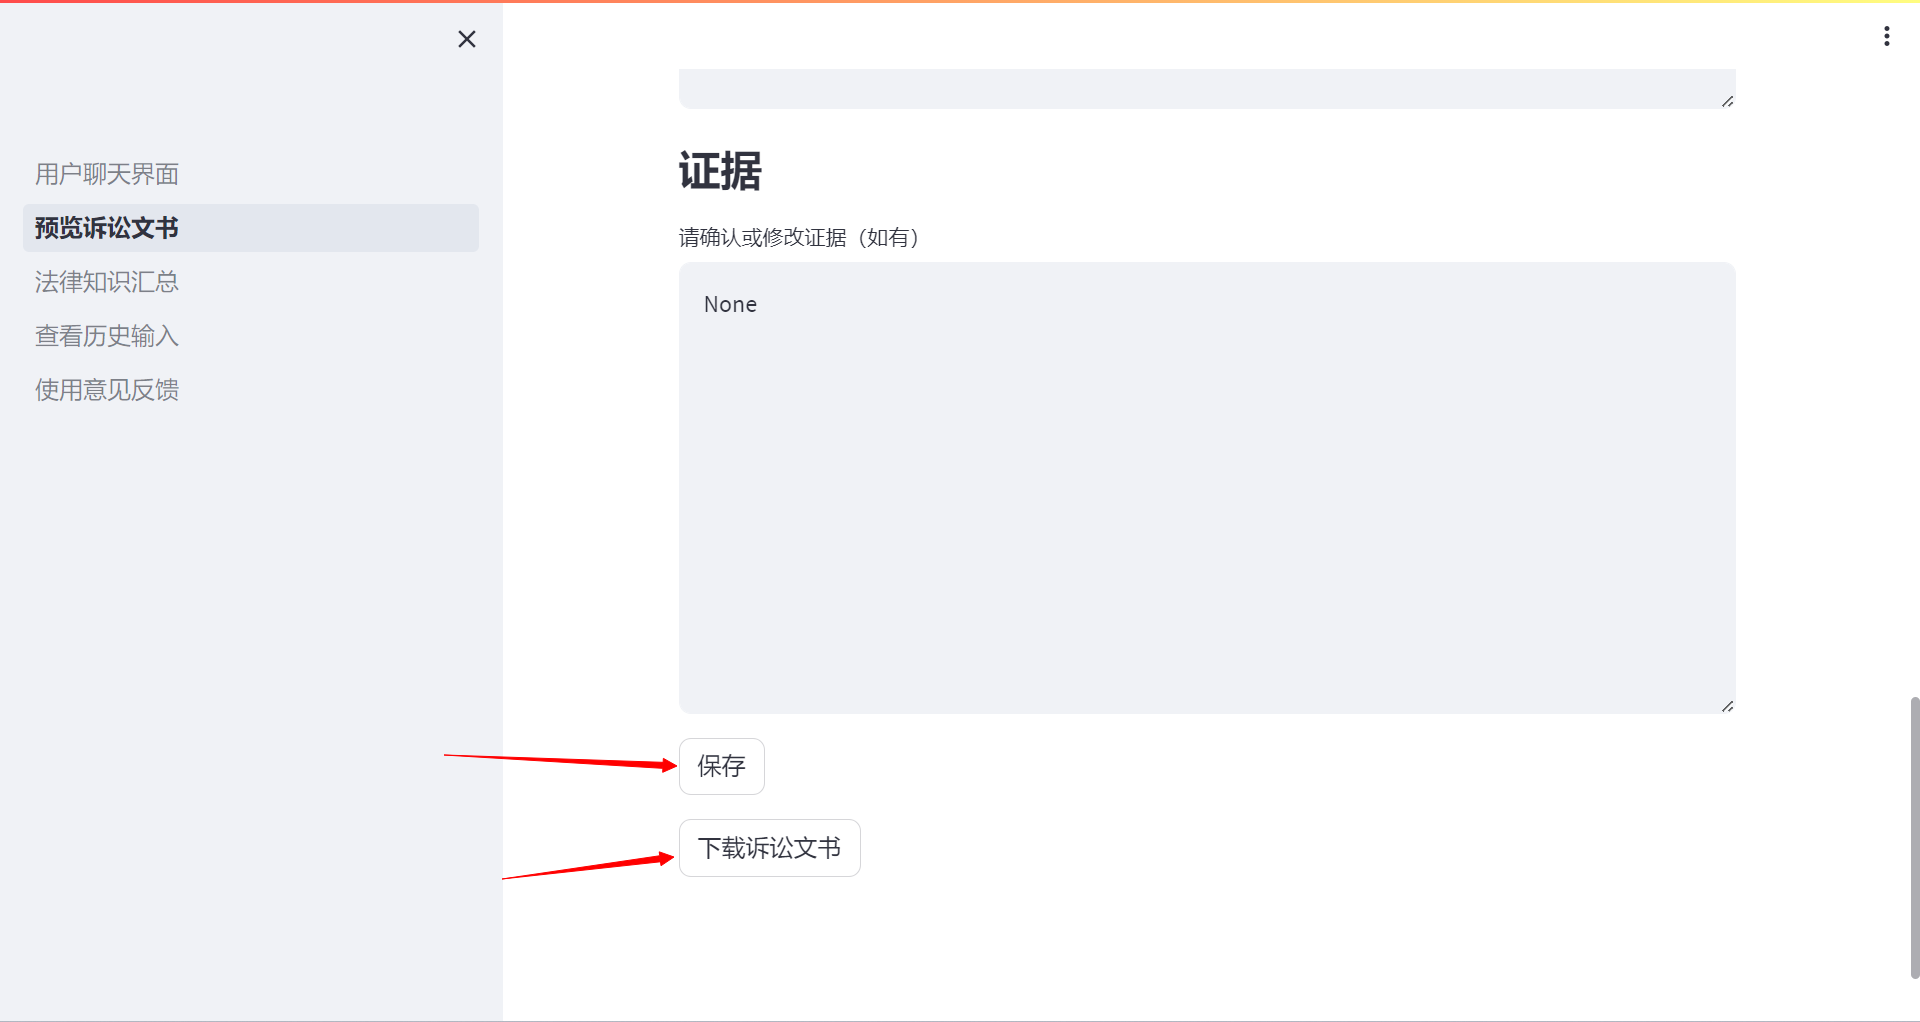 用户聊天界面
预览诉讼文书
法律知识汇总
查看历史输入
使用意见反馈
证据
请确认或修改证据（如有）
None
保存
下载诉讼文书